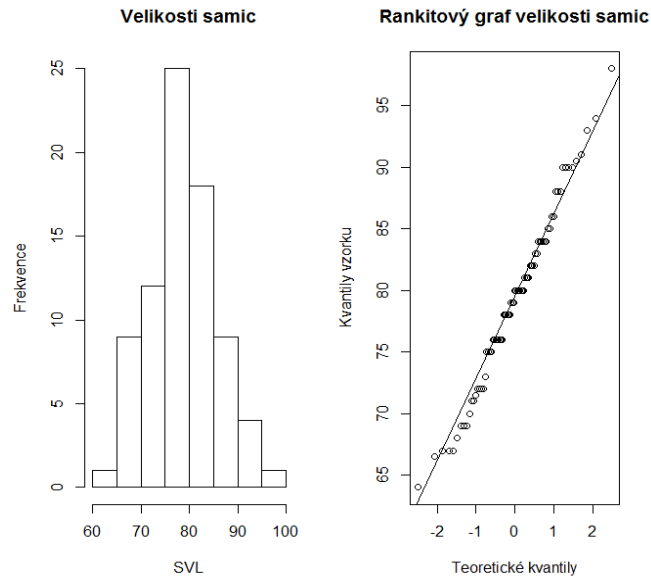 Velikosti samic
Frekvence
0
5
10
15
20
25
60 70 80 90 100
SVL
Rankitový graf velikosti samic
Kvantily vzorku
65
70
75
80
85
90
95
-2 -1 0 1 2
Teoretické kvantily